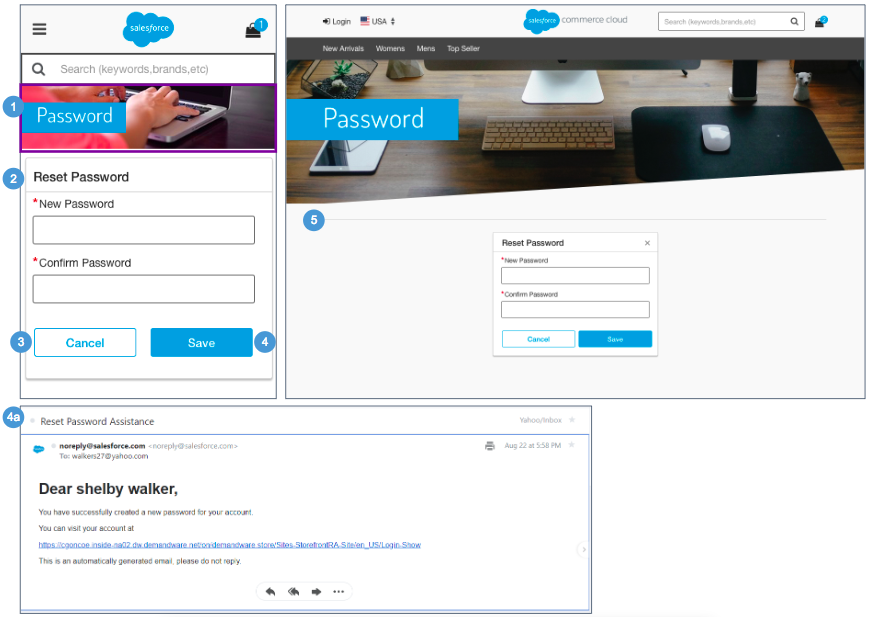 salesforce
1
Search (keywords,brands,etc)
1
Password
2
Reset Password
*New Password
*Confirm Password
3
Cancel
Save
4
Login
USA
salesforce commerce cloud
Search (keywords,brands,etc)
New Arrivals Womens Mens Top Seller
Password
5
Reset Password ×
*New Password
*Confirm Password
Cancel
Save
4a
Reset Password Assistance
Yahoo/Inbox
noreply@salesforce.com <noreply@salesforce.com>
Aug 22 at 5:58 PM
To: walkers27@yahoo.com
Dear shelby walker,
You have successfully created a new password for your account.
You can visit your account at
https://cgoncoe.inside-na02.dw.demandware.net/on/demandware.store/Sites-StorefrontRA-Site/en_US/Login-Show
This is an automatically generated email, please do not reply.